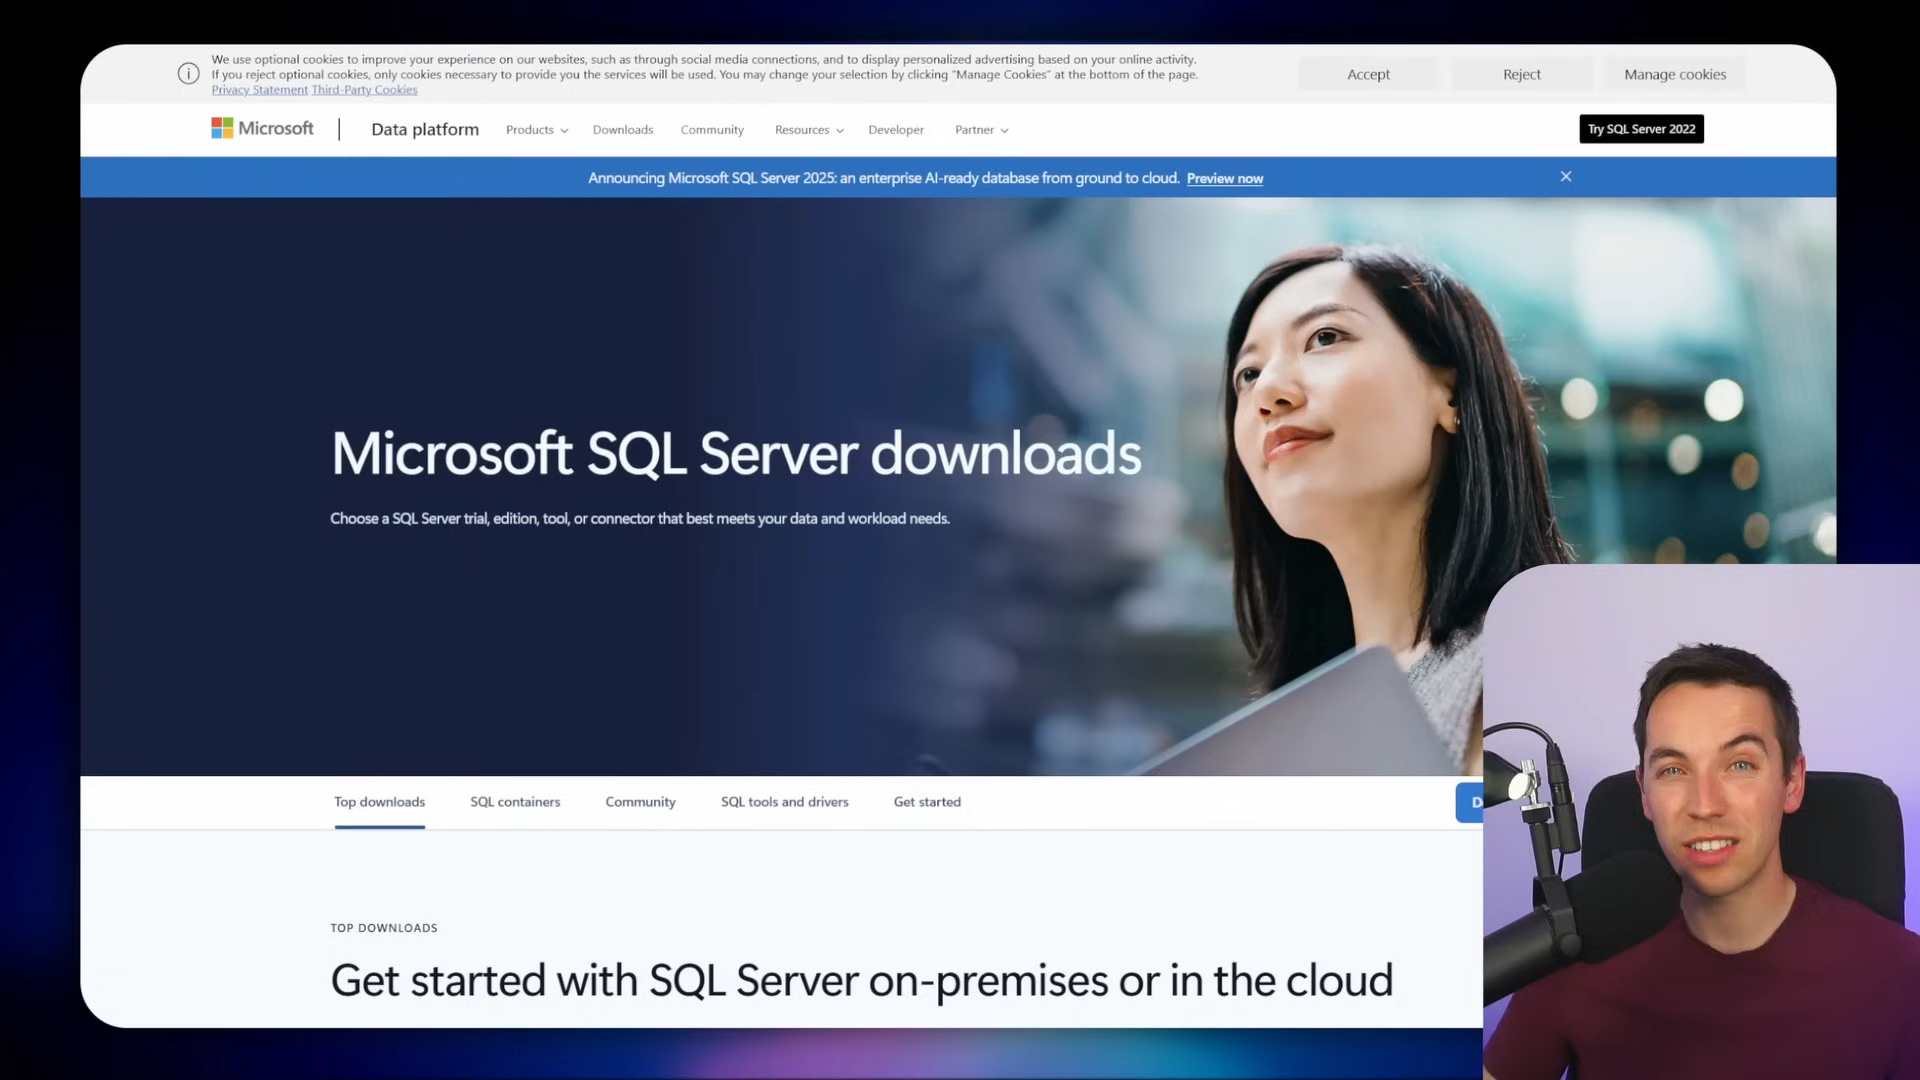 We use optional cookies to improve your experience on our websites, such as through social media connections, and to display personalized advertising based on your online activity.
If you reject optional cookies, only cookies necessary to provide you the services will be used. You may change your selection by clicking "Manage Cookies" at the bottom of the page.
Privacy Statement Third-Party Cookies
Accept
Reject
Manage cookies
Microsoft
Data platform
Products
Downloads
Community
Resources
Developer
Partner
Try SQL Server 2022
Announcing Microsoft SQL Server 2025: an enterprise AI-ready database from ground to cloud. Preview now
Microsoft SQL Server downloads
Choose a SQL Server trial, edition, tool, or connector that best meets your data and workload needs.
Top downloads
SQL containers
Community
SQL tools and drivers
Get started
TOP DOWNLOADS
Get started with SQL Server on-premises or in the cloud